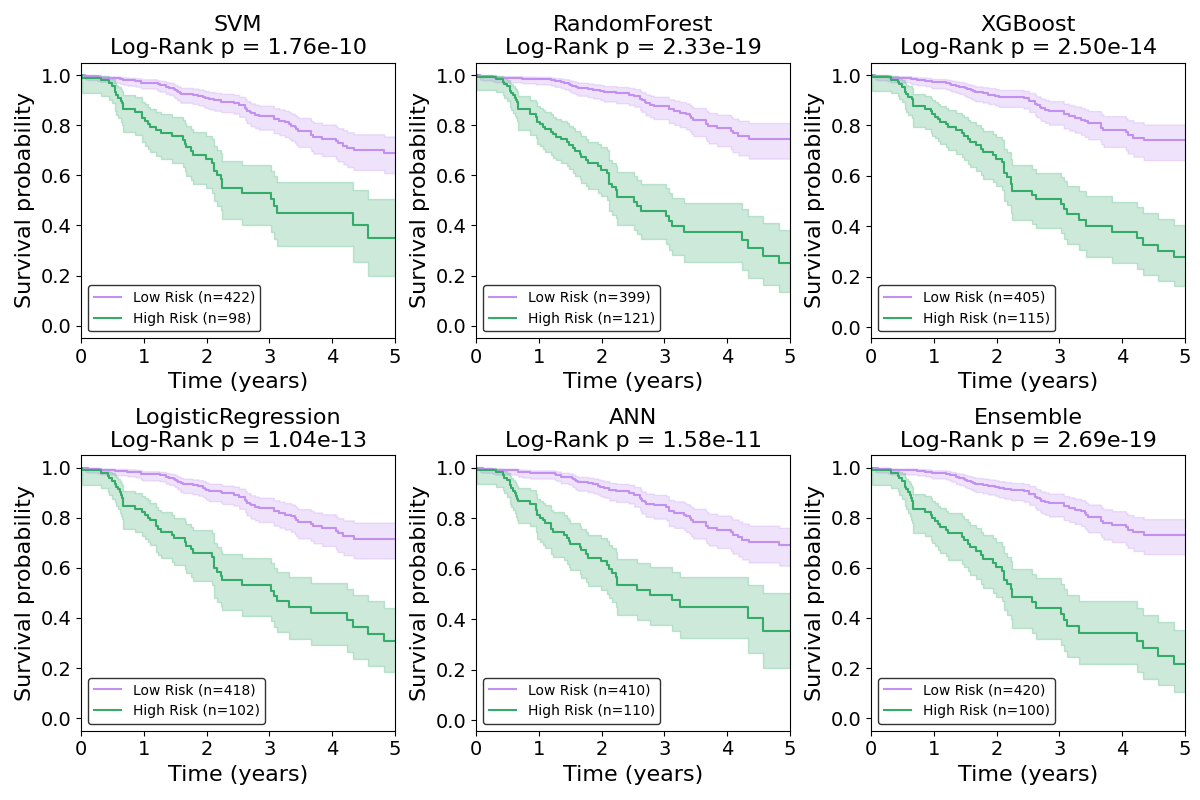 SVM
Log-Rank p = 1.76e-10
Survival probability
1.0
0.8
0.6
0.4
0.2
0.0
Low Risk (n=422)
High Risk (n=98)
0 1 2 3 4 5
Time (years)
RandomForest
Log-Rank p = 2.33e-19
Survival probability
1.0
0.8
0.6
0.4
0.2
0.0
Low Risk (n=399)
High Risk (n=121)
0 1 2 3 4 5
Time (years)
XGBoost
Log-Rank p = 2.50e-14
Survival probability
1.0
0.8
0.6
0.4
0.2
0.0
Low Risk (n=405)
High Risk (n=115)
0 1 2 3 4 5
Time (years)
LogisticRegression
Log-Rank p = 1.04e-13
Survival probability
1.0
0.8
0.6
0.4
0.2
0.0
Low Risk (n=418)
High Risk (n=102)
0 1 2 3 4 5
Time (years)
ANN
Log-Rank p = 1.58e-11
Survival probability
1.0
0.8
0.6
0.4
0.2
0.0
Low Risk (n=410)
High Risk (n=110)
0 1 2 3 4 5
Time (years)
Ensemble
Log-Rank p = 2.69e-19
Survival probability
1.0
0.8
0.6
0.4
0.2
0.0
Low Risk (n=420)
High Risk (n=100)
0 1 2 3 4 5
Time (years)